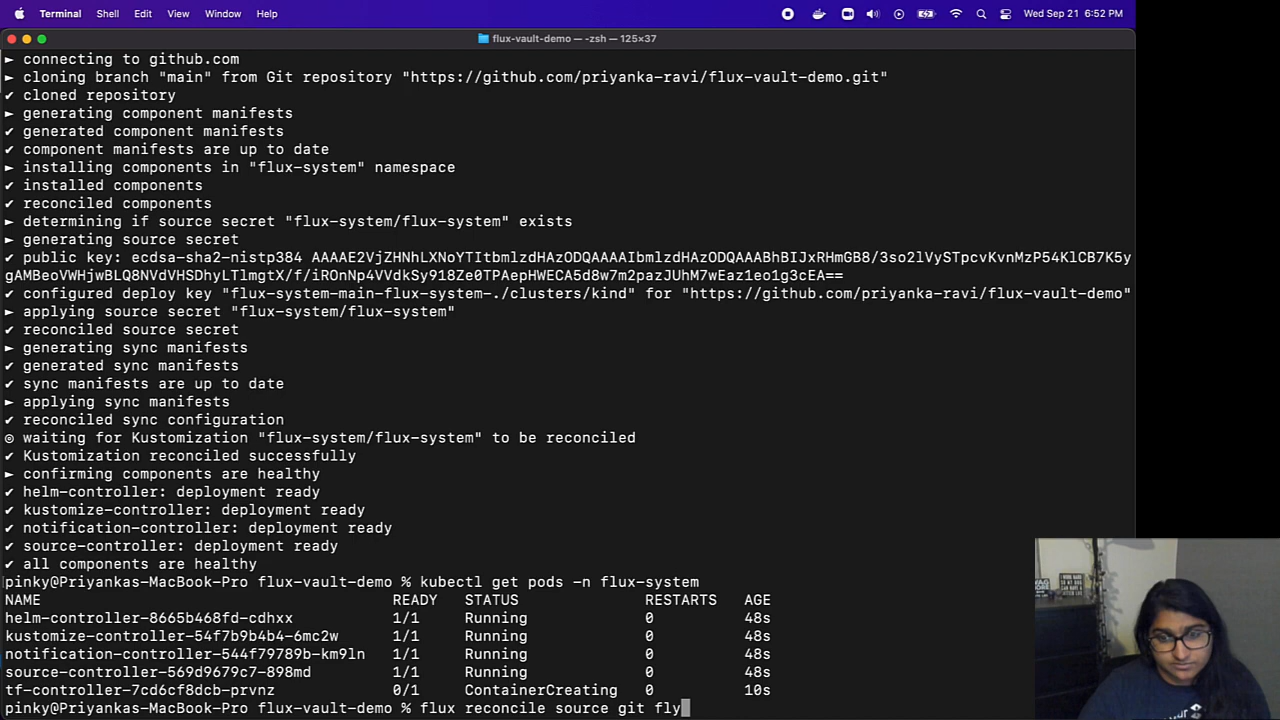 Terminal Shell Edit View Window Help Wed Sep 21 6:52 PM
flux-vault-demo — -zsh — 125×37
► connecting to github.com
► cloning branch "main" from Git repository "https://github.com/priyanka-ravi/flux-vault-demo.git"
✔ cloned repository
► generating component manifests
✔ generated component manifests
✔ component manifests are up to date
► installing components in "flux-system" namespace
✔ installed components
✔ reconciled components
► determining if source secret "flux-system/flux-system" exists
► generating source secret
✔ public key: ecdsa-sha2-nistp384 AAAAE2VjZHNhLXNoYTItbmlzdHAzODQAAAAIbmlzdHAzODQAAABhBIJxRHmGB8/3so2lVySTpcvKvnMzP54KlCB7K5y
gAMBeoVWHjwBLQ8NVdVHSDhyLTlmgtX/f/iROnNp4VVdkSy918Ze0TPAepHWECA5d8w7m2pazJUhM7wEaz1eo1g3cEA==
✔ configured deploy key "flux-system-main-flux-system-./clusters/kind" for "https://github.com/priyanka-ravi/flux-vault-demo"
► applying source secret "flux-system/flux-system"
✔ reconciled source secret
► generating sync manifests
✔ generated sync manifests
✔ sync manifests are up to date
► applying sync manifests
✔ reconciled sync configuration
◎ waiting for Kustomization "flux-system/flux-system" to be reconciled
✔ Kustomization reconciled successfully
► confirming components are healthy
✔ helm-controller: deployment ready
✔ kustomize-controller: deployment ready
✔ notification-controller: deployment ready
✔ source-controller: deployment ready
✔ all components are healthy
pinky@Priyankas-MacBook-Pro flux-vault-demo % kubectl get pods -n flux-system
NAME READY STATUS RESTARTS AGE
helm-controller-8665b468fd-cdhxx 1/1 Running 0 48s
kustomize-controller-54f7b9b4b4-6mc2w 1/1 Running 0 48s
notification-controller-544f79789b-km9ln 1/1 Running 0 48s
source-controller-569d9679c7-898md 1/1 Running 0 48s
tf-controller-7cd6cf8dcb-prvnz 0/1 ContainerCreating 0 10s
pinky@Priyankas-MacBook-Pro flux-vault-demo % flux reconcile source git fly